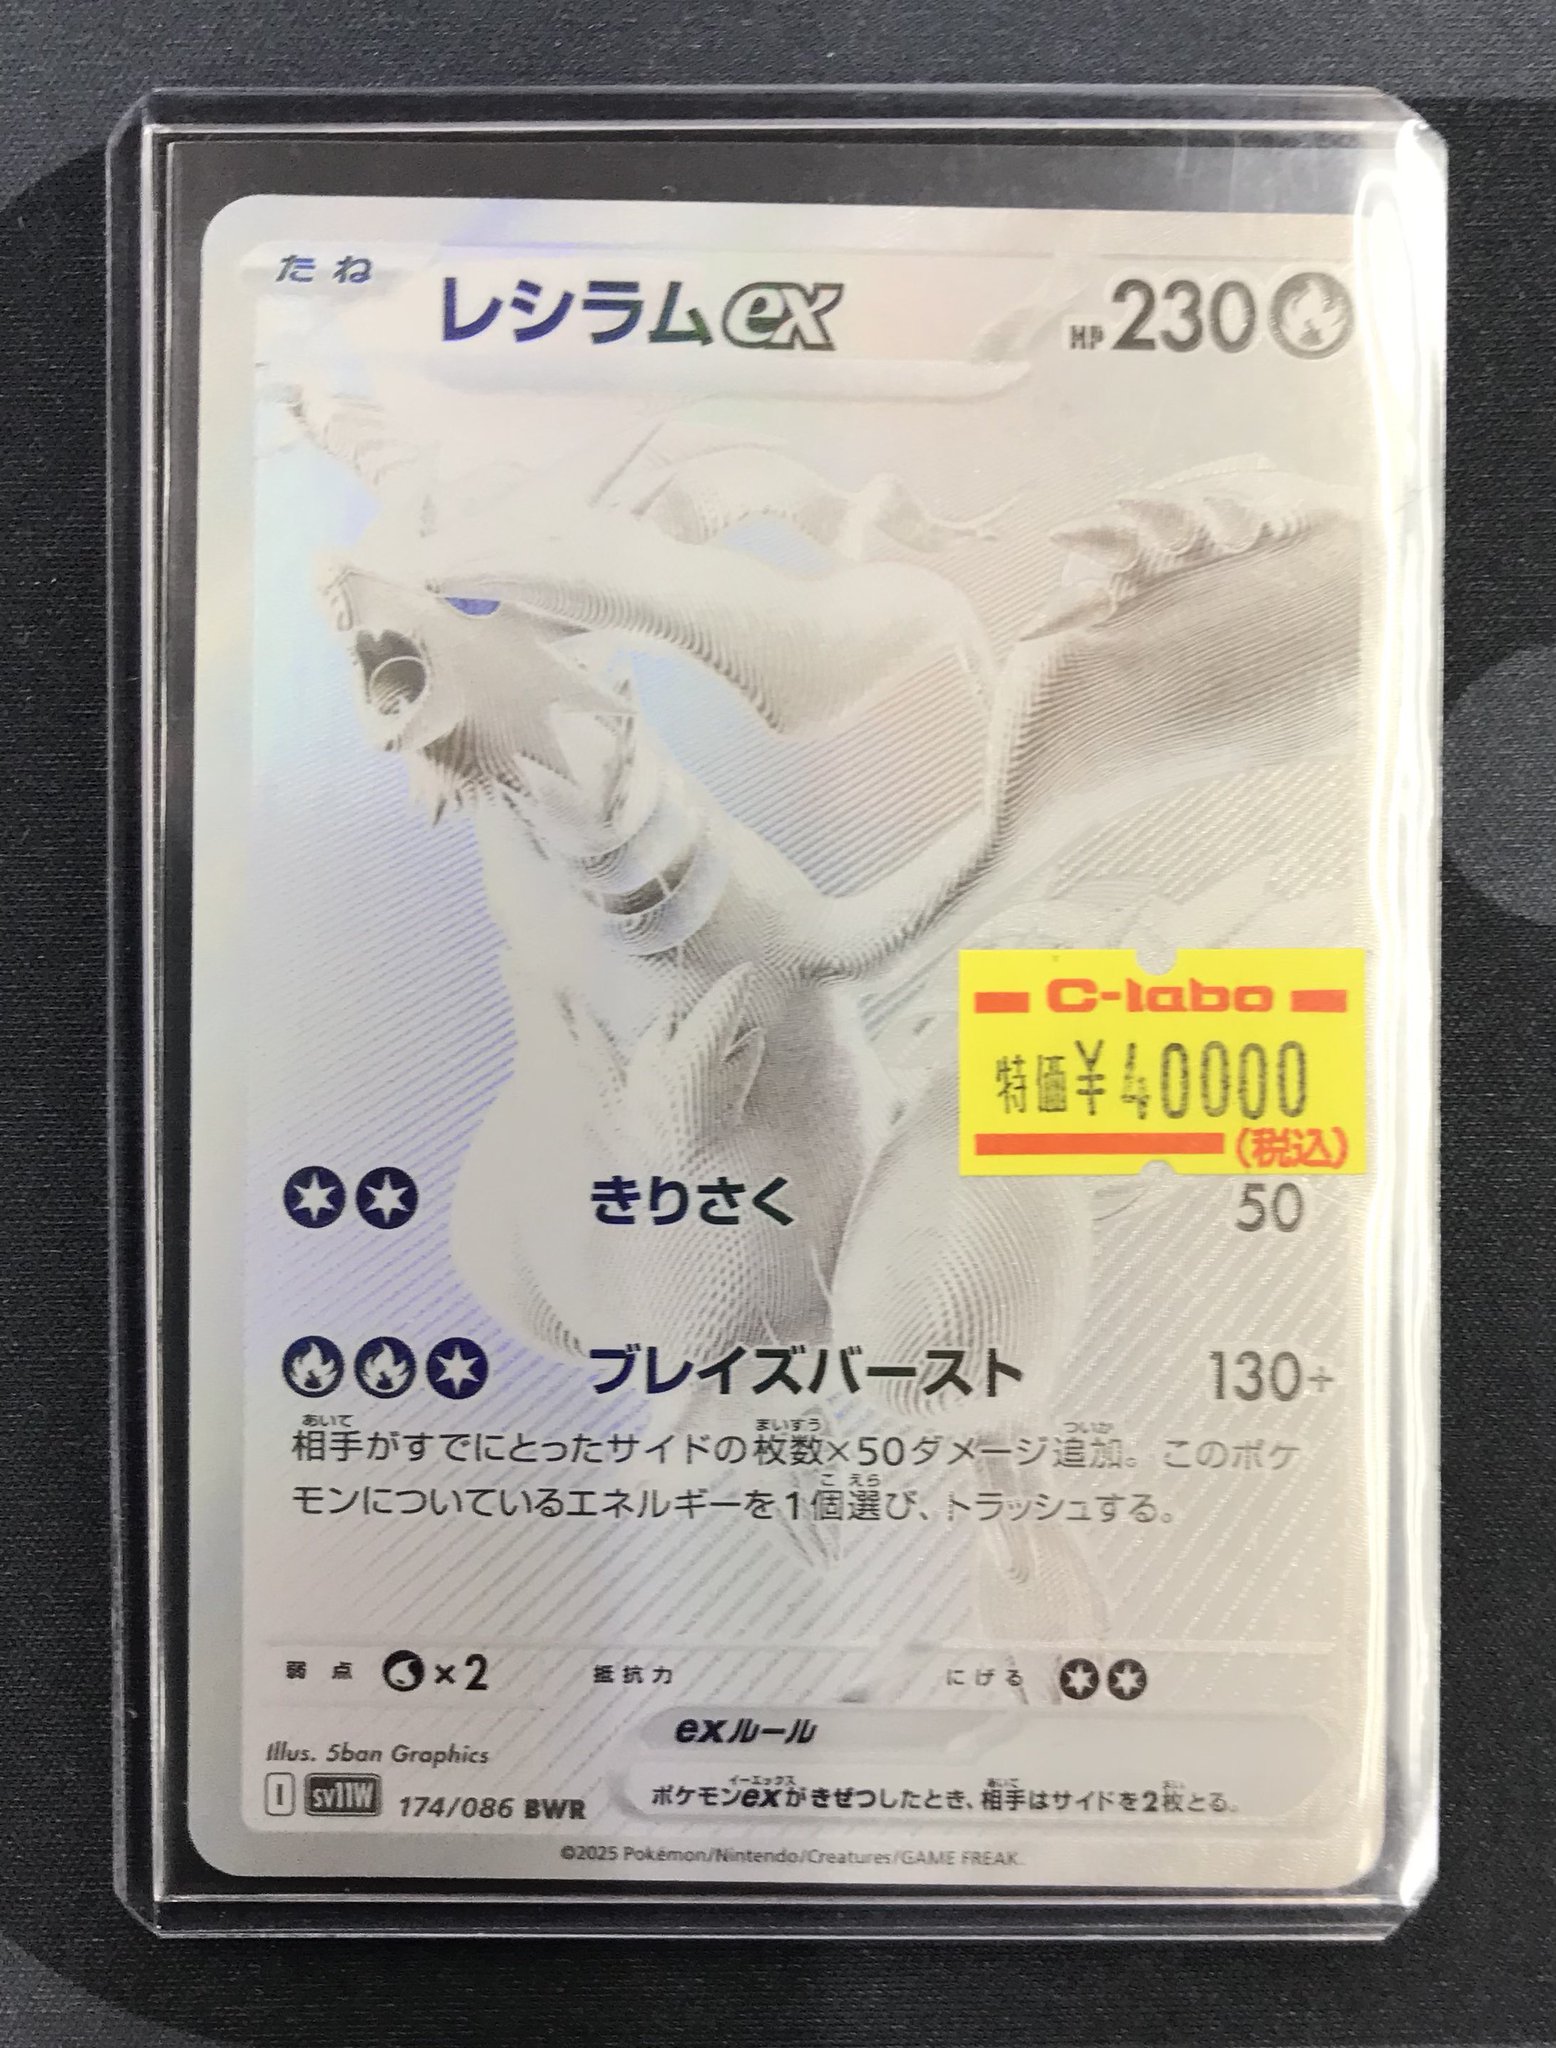 たね
レシラムex
HP230
C-labo
特価¥40000
(税込)
きりさく 50
ブレイズバースト 130+
相手がすでにとったサイドの枚数×50ダメージ追加。このポケ
モンについているエネルギーを1個選び、トラッシュする。
弱点 ×2 抵抗力 にげる
exルール
ポケモンexがきぜつしたとき、相手はサイドを2枚とる。
Illus. 5ban Graphics
I sv11W 174/086 BWR
©2025 Pokémon/Nintendo/Creatures/GAME FREAK.